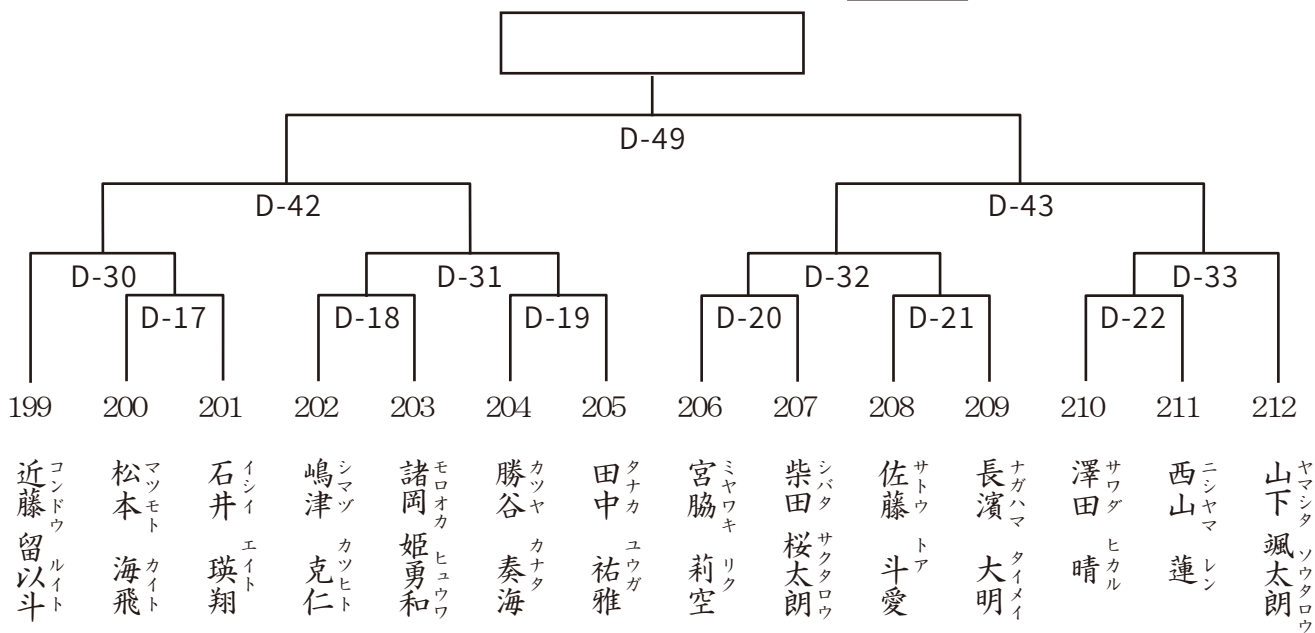 D-49
D-42
D-43
D-30
D-31
D-32
D-33
D-17
D-18
D-19
D-20
D-21
D-22
199
200
201
202
203
204
205
206
207
208
209
210
211
212
近藤 留以斗
コンドウ ルイト
松本 海飛
マツモト カイト
石井 瑛翔
イシイ エイト
嶋津 克仁
シマヅ カツヒト
諸岡 姫勇和
モロオカ ヒュウワ
勝谷 奏海
カツヤ カナタ
田中 祐雅
タナカ ユウガ
宮脇 莉空
ミヤワキ リク
柴田 桜太朗
シバタ サクタロウ
佐藤 斗愛
サトウ トア
長濱 大明
ナガハマ タイメイ
澤田 晴
サワダ ヒカル
西山 蓮
ニシヤマ レン
山下 颯太朗
ヤマシタ ソウタロウ